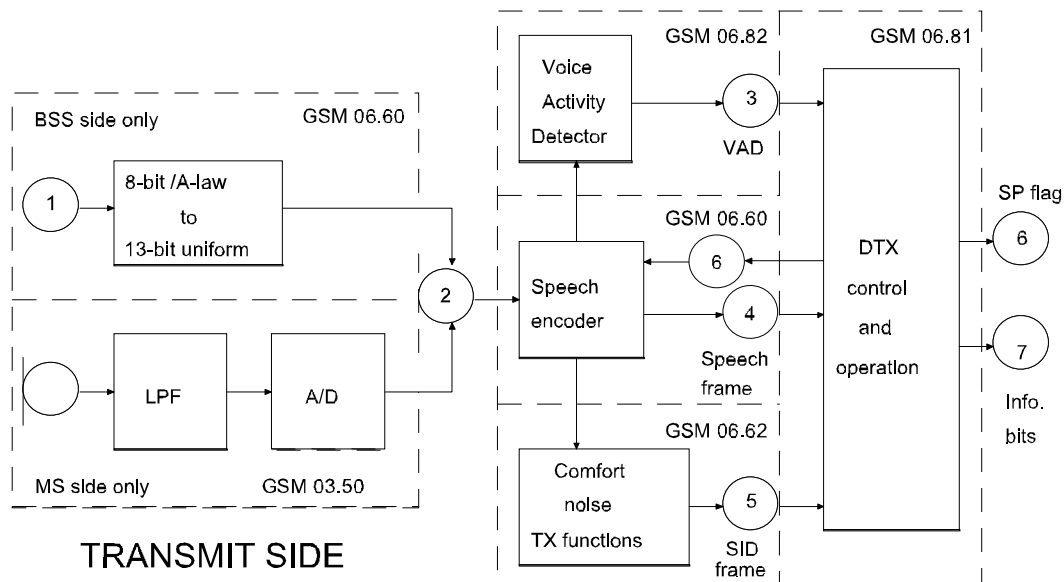 GSM 06.82
GSM 06.81
Voice
Activity
Detector
3
VAD
BSS side only
GSM 06.60
1
8-bit /A-law
to
13-bit uniform
2
GSM 06.60
Speech
encoder
6
4
Speech
frame
DTX
control
and
operation
SP flag
6
7
Info.
bits
LPF
A/D
MS side only
GSM 03.50
GSM 06.62
Comfort
noise
TX functions
5
SID
frame
TRANSMIT SIDE